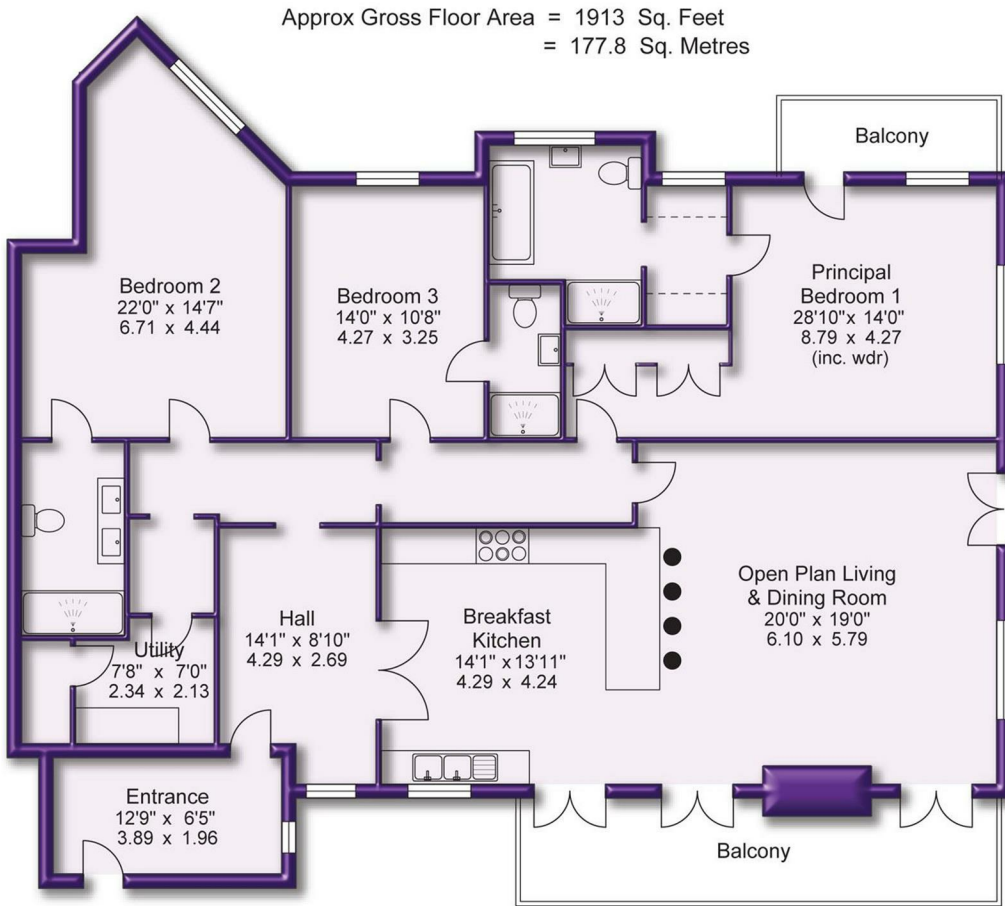 Approx Gross Floor Area = 1913 Sq. Feet
= 177.8 Sq. Metres
Balcony
Bedroom 2
22'0" x 14'7"
6.71 x 4.44
Bedroom 3
14'0" x 10'8"
4.27 x 3.25
Principal
Bedroom 1
28'10"x 14'0"
8.79 x 4.27
(inc. wdr)
Open Plan Living
& Dining Room
20'0" x 19'0"
6.10 x 5.79
Hall
14'1" x 8'10"
4.29 x 2.69
Breakfast
Kitchen
14'1" x13'11"
4.29 x 4.24
Utility
7'8" x 7'0"
2.34 x 2.13
Entrance
12'9" x 6'5"
3.89 x 1.96
Balcony